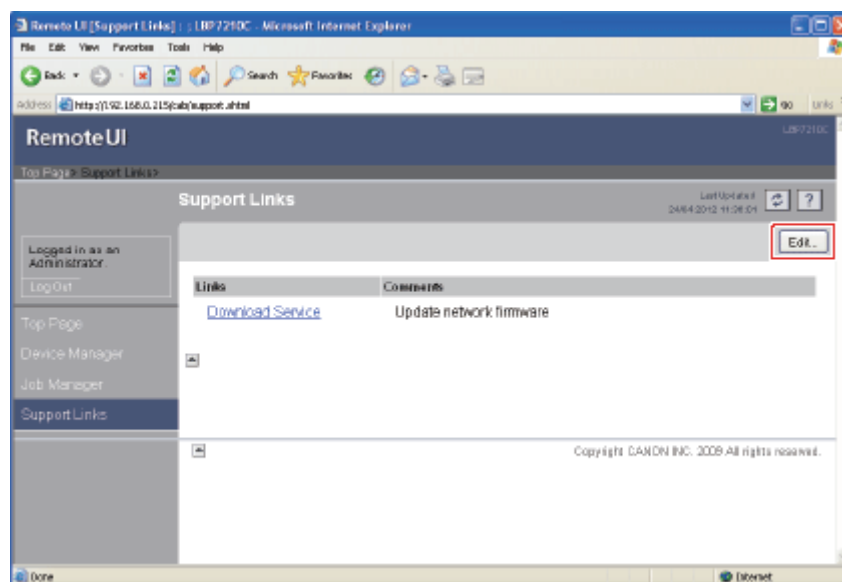 Remote UI [Support Links] : ; LBP7210C - Microsoft Internet Explorer
File Edit View Favorites Tools Help
Back Search Favorites
Address http://192.168.0.215/cab/support.shtml Go Links
Remote UI
LBP7210C
Top Page> Support Links>
Support Links
Last Updated
24/04/2012 11:36:01
?
Edit...
Logged in as an
Administrator.
Log Out
Links Comments
Download Service Update network firmware
Top Page
Device Manager
Job Manager
Support Links
Copyright CANON INC. 2009 All rights reserved.
Done Internet